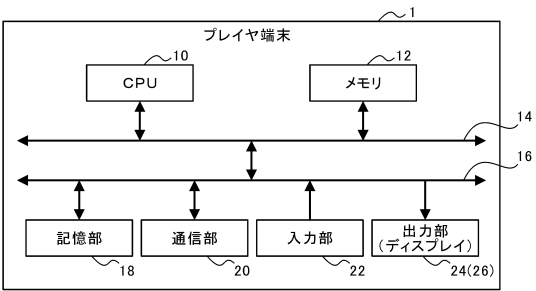 1
プレイヤ端末
10
CPU
12
メモリ
14
16
記憶部
18
通信部
20
入力部
22
出力部
(ディスプレイ)
24(26)